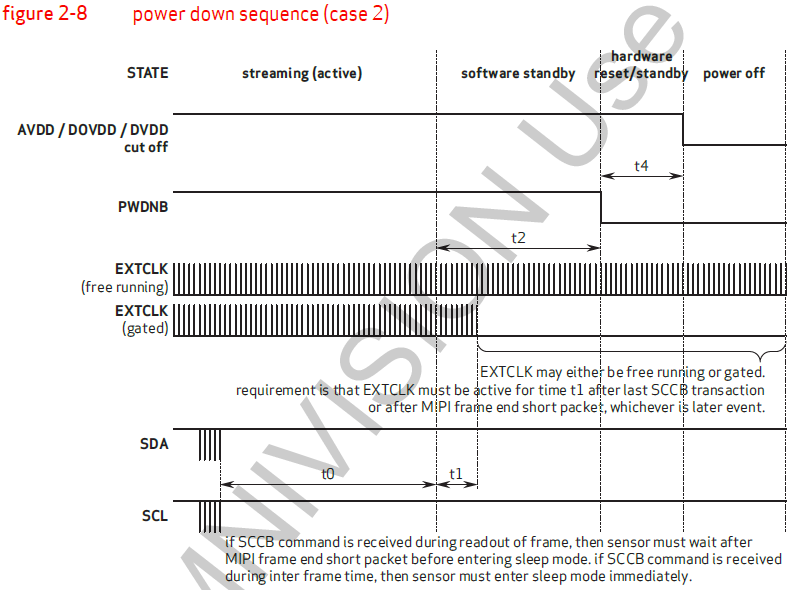 figure 2-8 power down sequence (case 2)
STATE streaming (active) software standby hardware reset/standby power off
AVDD / DOVDD / DVDD
cut off
t4
PWDNB
t2
EXTCLK
(free running)
EXTCLK
(gated)
EXTCLK may either be free running or gated.
requirement is that EXTCLK must be active for time t1 after last SCCB transaction
or after MIPI frame end short packet, whichever is later event.
SDA
t0 t1
SCL
if SCCB command is received during readout of frame, then sensor must wait after
MIPI frame end short packet before entering sleep mode. if SCCB command is received
during inter frame time, then sensor must enter sleep mode immediately.
MNIVISION Use